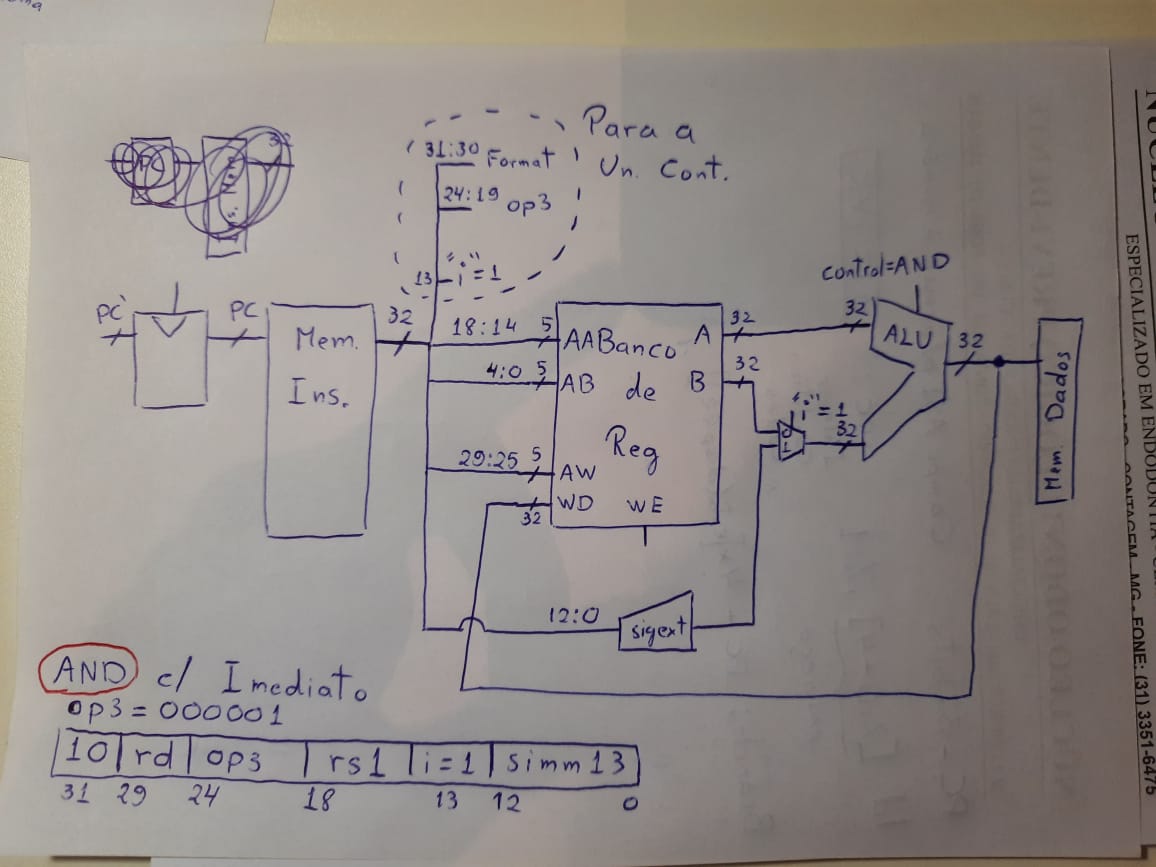 Para a
Un. Cont.
31:30 Format
24:19 op3
13 "i"=1
PC
32
PC'
PC
Mem.
Ins.
32
18:14 5
4:0 5
29:25 5
32
AA Banco
de
Reg
A
B
AB
AW
WD
WE
32
32
"i"=1
32
32
control=AND
ALU
32
Mem Dados
12:0
sigext
AND c/ Imediato
op3=000001
10 rd op3 rs1 i=1 simm13
31 29 24 18 13 12 0
ESPECIALIZADO EM ENDODONTIA
CONTAGEM - MG - FONE: (31) 3351-6475